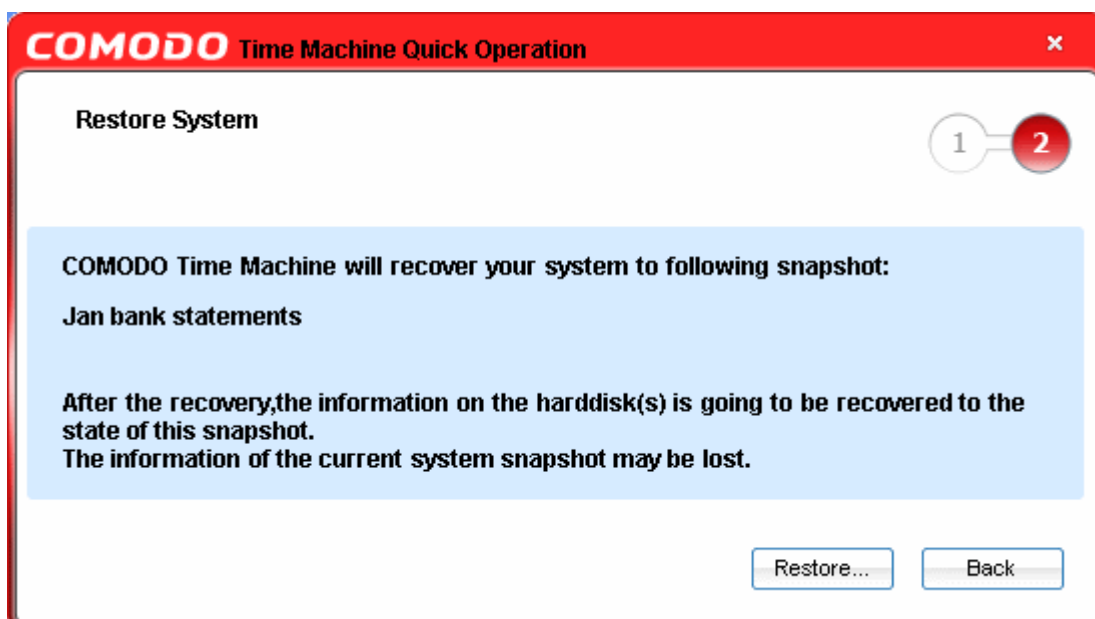 COMODO Time Machine Quick Operation
Restore System
1 2
COMODO Time Machine will recover your system to following snapshot:
Jan bank statements
After the recovery,the information on the harddisk(s) is going to be recovered to the
state of this snapshot.
The information of the current system snapshot may be lost.
Restore... Back